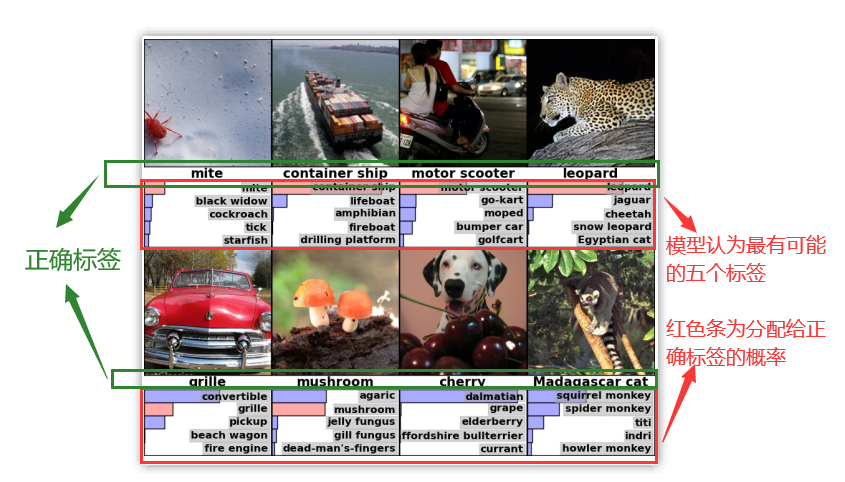 mite container ship motor scooter leopard
mite container ship motor scooter leopard
black widow lifeboat go-kart jaguar
cockroach amphibian moped cheetah
tick fireboat bumper car snow leopard
starfish drilling platform golfcart Egyptian cat
正确标签
模型认为最有可能
的五个标签
红色条为分配给正
确标签的概率
grille mushroom cherry Madagascar cat
convertible agaric dalmatian squirrel monkey
grille mushroom grape spider monkey
pickup jelly fungus elderberry titi
beach wagon gill fungus ffordshire bullterrier indri
fire engine dead-man's-fingers currant howler monkey